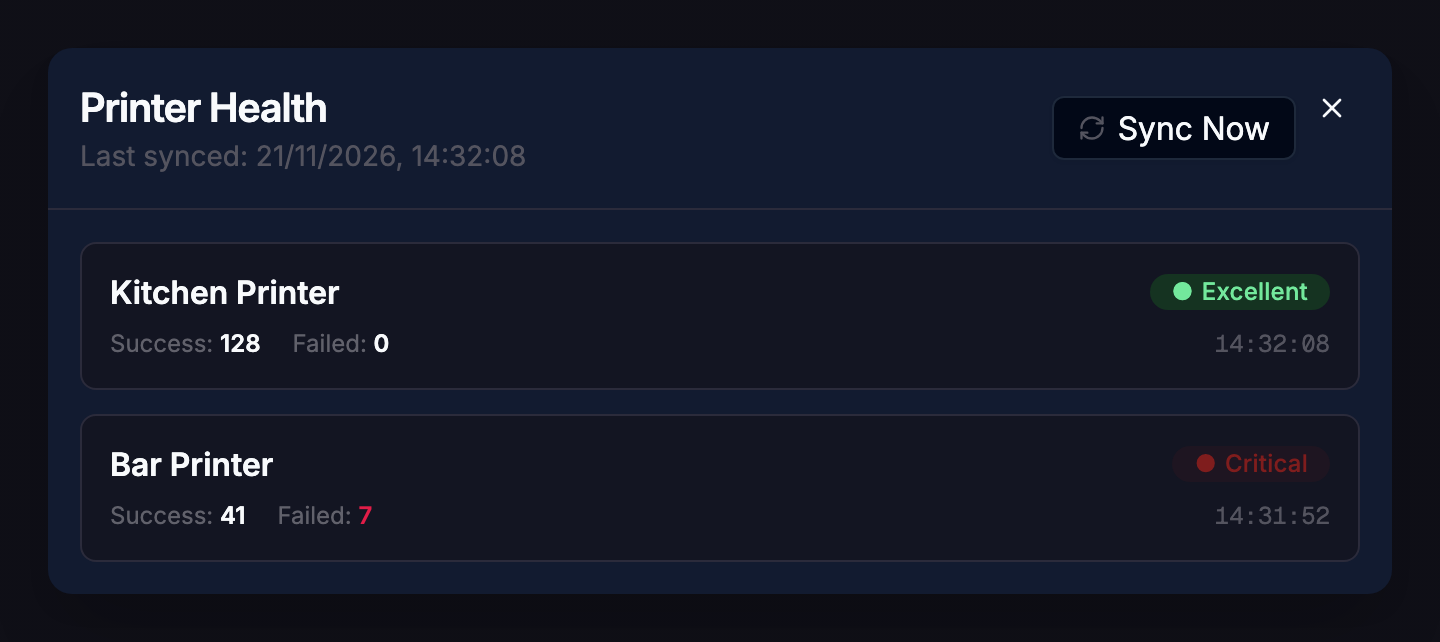 Printer Health
Last synced: 21/11/2026, 14:32:08
Sync Now
Kitchen Printer
Excellent
Success: 128 Failed: 0
14:32:08
Bar Printer
Critical
Success: 41 Failed: 7
14:31:52